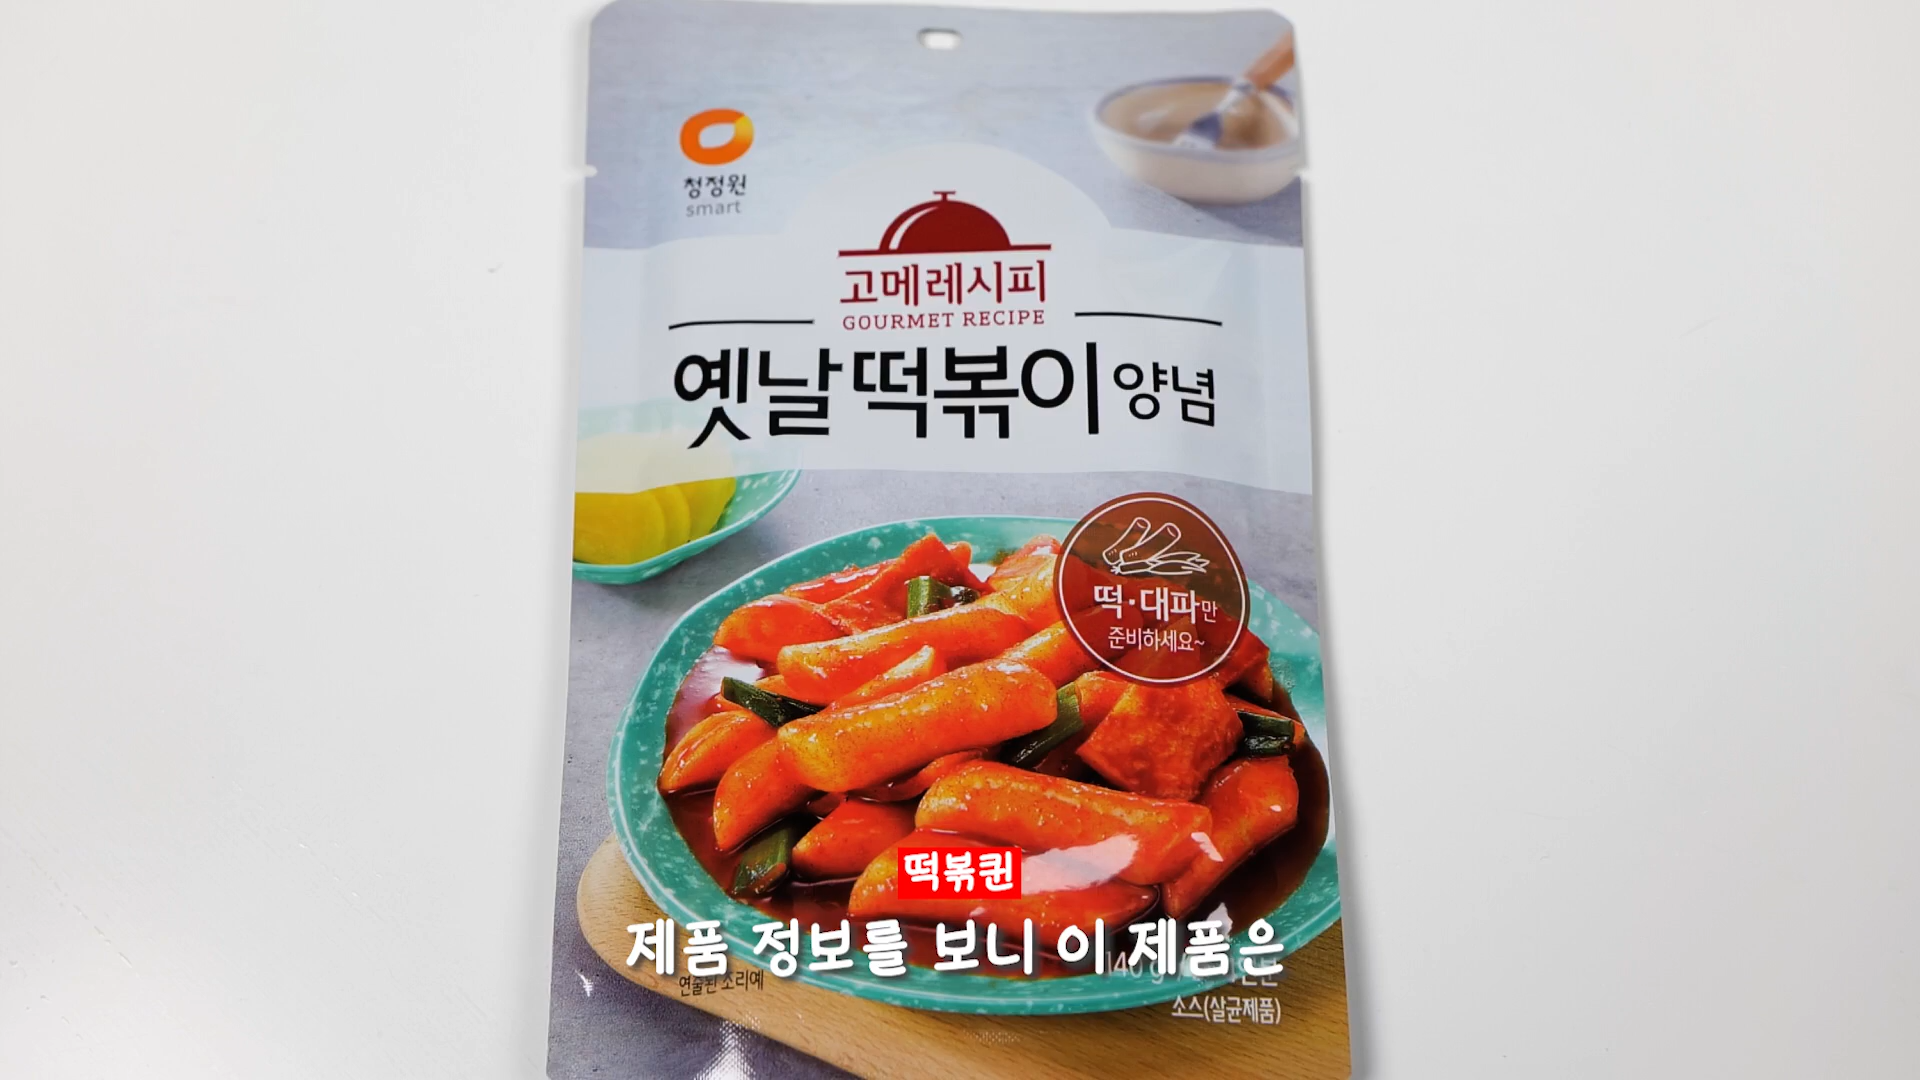 청정원
smart
고메레시피
GOURMET RECIPE
옛날 떡볶이 양념
떡·대파만
준비하세요~
떡볶퀸
제품 정보를 보니 이 제품은
140 g
연출된 조리예
소스(살균제품)